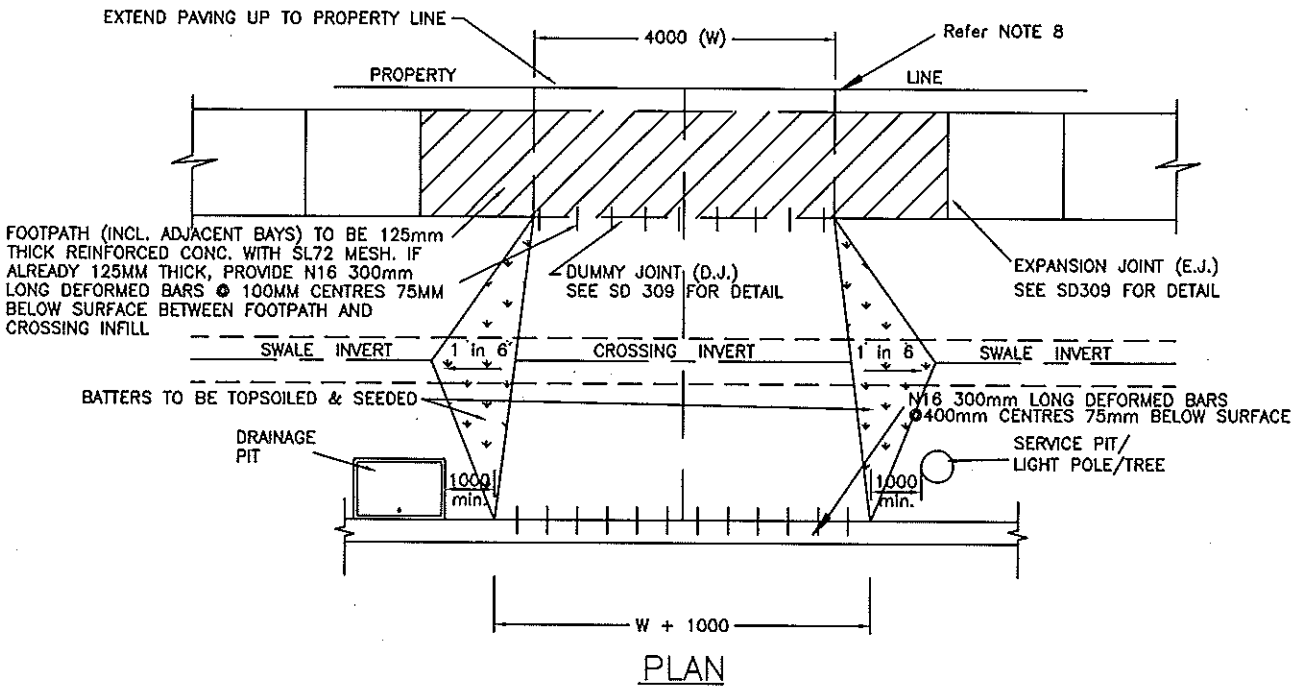 EXTEND PAVING UP TO PROPERTY LINE
4000 (W)
Refer NOTE 8
PROPERTY
LINE
FOOTPATH (INCL. ADJACENT BAYS) TO BE 125mm
THICK REINFORCED CONC. WITH SL72 MESH. IF
ALREADY 125MM THICK, PROVIDE N16 300mm
LONG DEFORMED BARS @ 100MM CENTRES 75MM
BELOW SURFACE BETWEEN FOOTPATH AND
CROSSING INFILL
DUMMY JOINT (D.J.)
SEE SD 309 FOR DETAIL
EXPANSION JOINT (E.J.)
SEE SD309 FOR DETAIL
SWALE INVERT
1 in 6
CROSSING INVERT
1 in 6
SWALE INVERT
BATTERS TO BE TOPSOILED & SEEDED
N16 300mm LONG DEFORMED BARS
@400mm CENTRES 75mm BELOW SURFACE
DRAINAGE
PIT
1000
min.
1000
min.
SERVICE PIT/
LIGHT POLE/TREE
W + 1000
PLAN